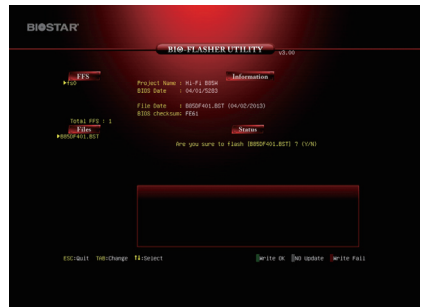 BIOSTAR
BIO-FLASHER UTILITY v3.00
FFS
▶fs0
Information
Project Name : Hi-Fi B85W
BIOS Date : 04/01/5203
File Date : B85DF401.BST (04/02/2013)
BIOS checksum: FE61
Total FFS : 1
Files
▶B85DF401.BST
Status
Are you sure to flash [B85DF401.BST] ? (Y/N)
ESC:Quit TAB:Change ↑↓:Select
Write OK NO Update Write Fail